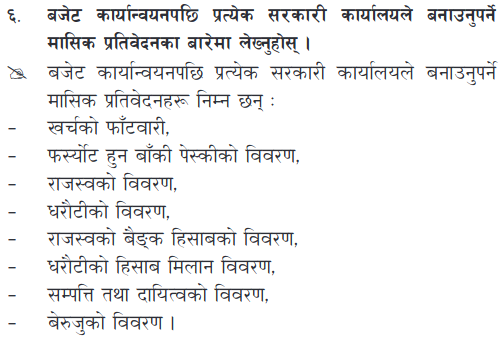 ६. बजेट कार्यान्वयनपछि प्रत्येक सरकारी कार्यालयले बनाउनुपर्ने
मासिक प्रतिवेदनका बारेमा लेख्नुहोस् ।
बजेट कार्यान्वयनपछि प्रत्येक सरकारी कार्यालयले बनाउनुपर्ने
मासिक प्रतिवेदनहरू निम्न छन् :
– खर्चको फाँटवारी,
– फर्स्योट हुन बाँकी पेस्कीको विवरण,
– राजस्वको विवरण,
– धरौटीको विवरण,
– राजस्वको बैङ्क हिसाबको विवरण,
– धरौटीको हिसाब मिलान विवरण,
– सम्पत्ति तथा दायित्वको विवरण,
– बेरुजुको विवरण ।